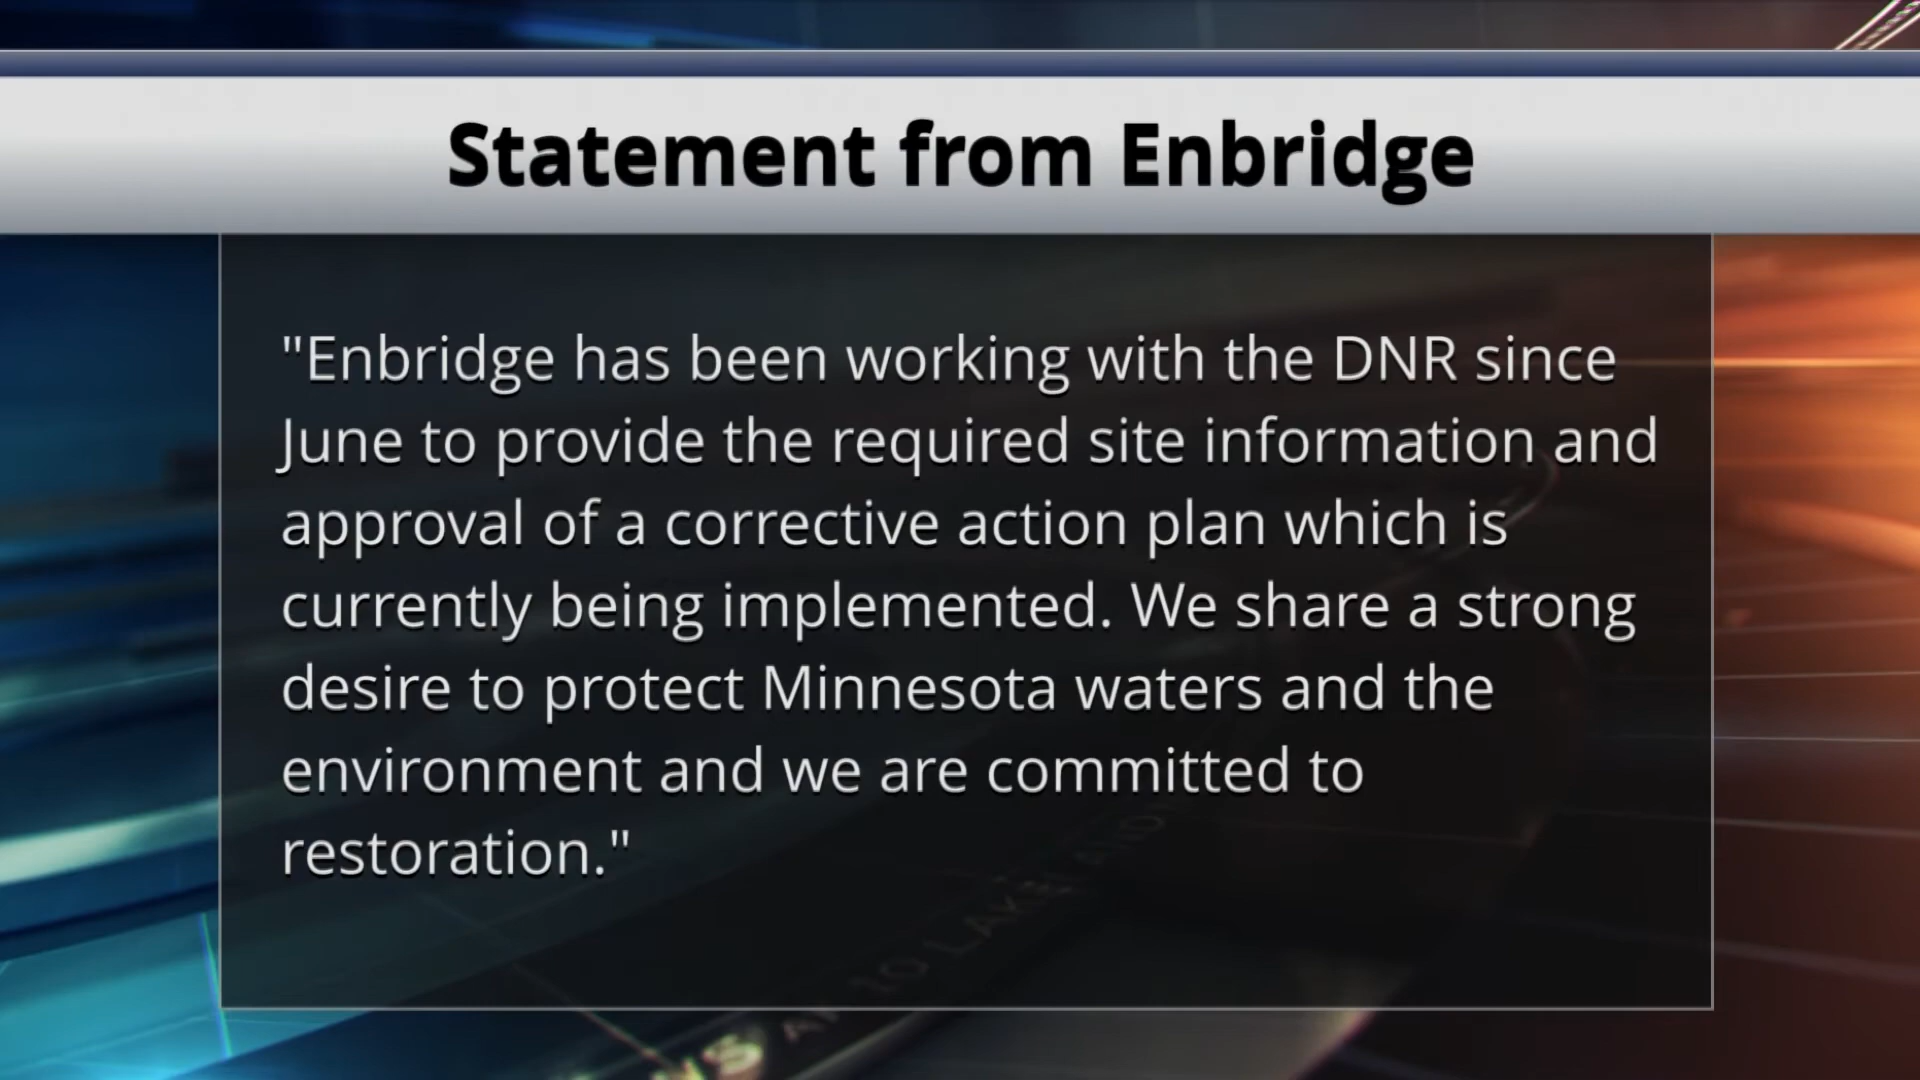 Statement from Enbridge
"Enbridge has been working with the DNR since
June to provide the required site information and
approval of a corrective action plan which is
currently being implemented. We share a strong
desire to protect Minnesota waters and the
environment and we are committed to
restoration."